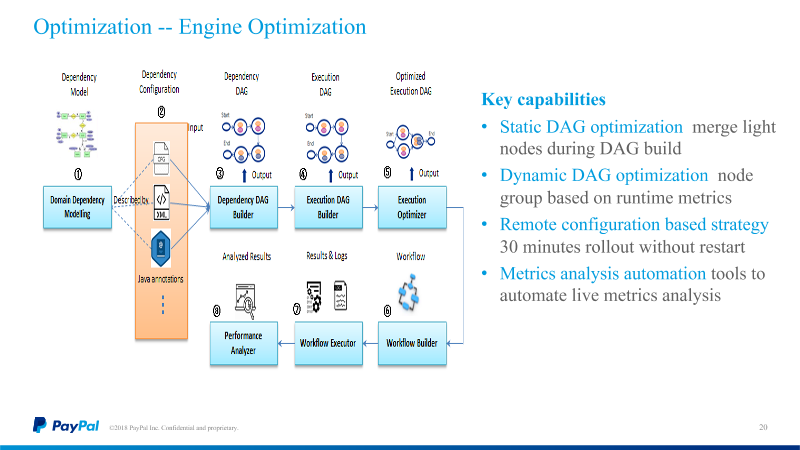 Optimization -- Engine Optimization
Dependency
Model
Dependency
Configuration
Dependency
DAG
Execution
DAG
Optimized
Execution DAG
②
Input
Start
End
Start
End
Start
End
CFG
①
③
Output
④
Output
⑤
Output
Domain Dependency
Modelling
Described by
XML
Dependency DAG
Builder
Execution DAG
Builder
Execution
Optimizer
Java annotations
Analyzed Results
Results & Logs
Workflow
⑧
⑦
⑥
Performance
Analyzer
Workflow Executor
Workflow Builder
Key capabilities
• Static DAG optimization merge light
nodes during DAG build
• Dynamic DAG optimization node
group based on runtime metrics
• Remote configuration based strategy
30 minutes rollout without restart
• Metrics analysis automation tools to
automate live metrics analysis
PayPal
©2018 PayPal Inc. Confidential and proprietary.
20